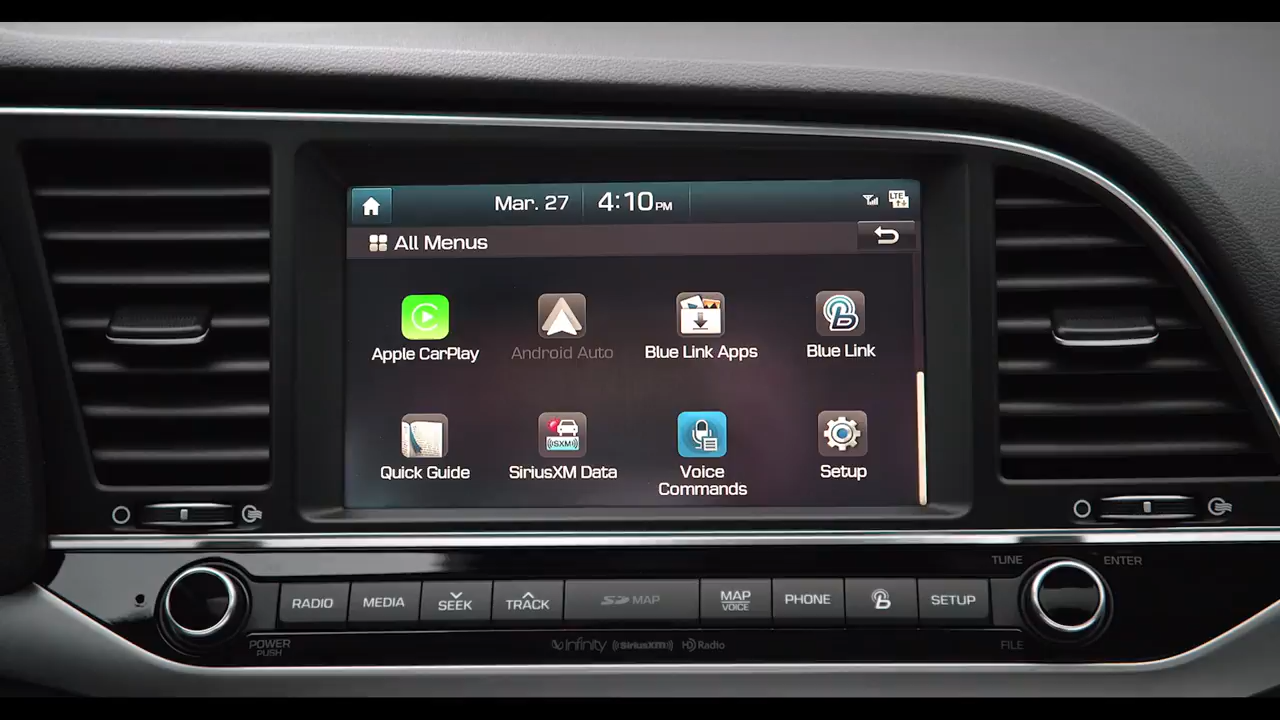 Mar. 27 4:10PM LTE
All Menus
Apple CarPlay Android Auto Blue Link Apps Blue Link
SXM
Quick Guide SiriusXM Data Voice Commands Setup
TUNE ENTER
RADIO MEDIA SEEK TRACK SD MAP MAP VOICE PHONE SETUP
POWER PUSH
Infinity SiriusXM HD Radio FILE